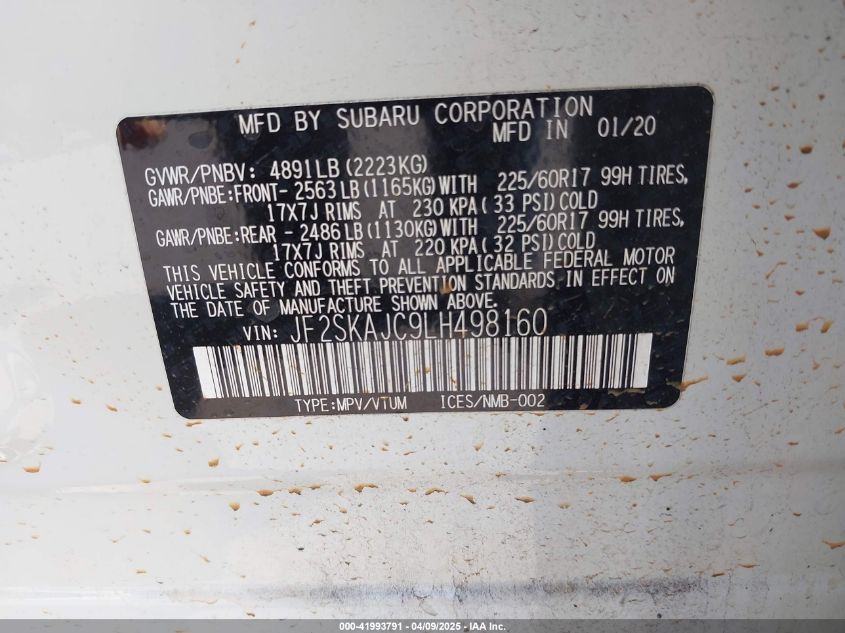 MFD BY SUBARU CORPORATION
MFD IN 01/20
GVWR/PNBV: 4891LB (2223KG)
GAWR/PNBE:FRONT- 2563LB (1165KG) WITH 225/60R17 99H TIRES,
17X7J RIMS AT 230 KPA( 33 PSI) COLD
GAWR/PNBE:REAR - 2486LB (1130KG) WITH 225/60R17 99H TIRES,
17X7J RIMS AT 220 KPA( 32 PSI) COLD
THIS VEHICLE CONFORMS TO ALL APPLICABLE FEDERAL MOTOR
VEHICLE SAFETY AND THEFT PREVENTION STANDARDS IN EFFECT ON
THE DATE OF MANUFACTURE SHOWN ABOVE.
VIN: JF2SKAJC9LH498160
TYPE:MPV/VTUM ICES/NMB-002
000-41993791 - 04/09/2025 - IAA Inc.